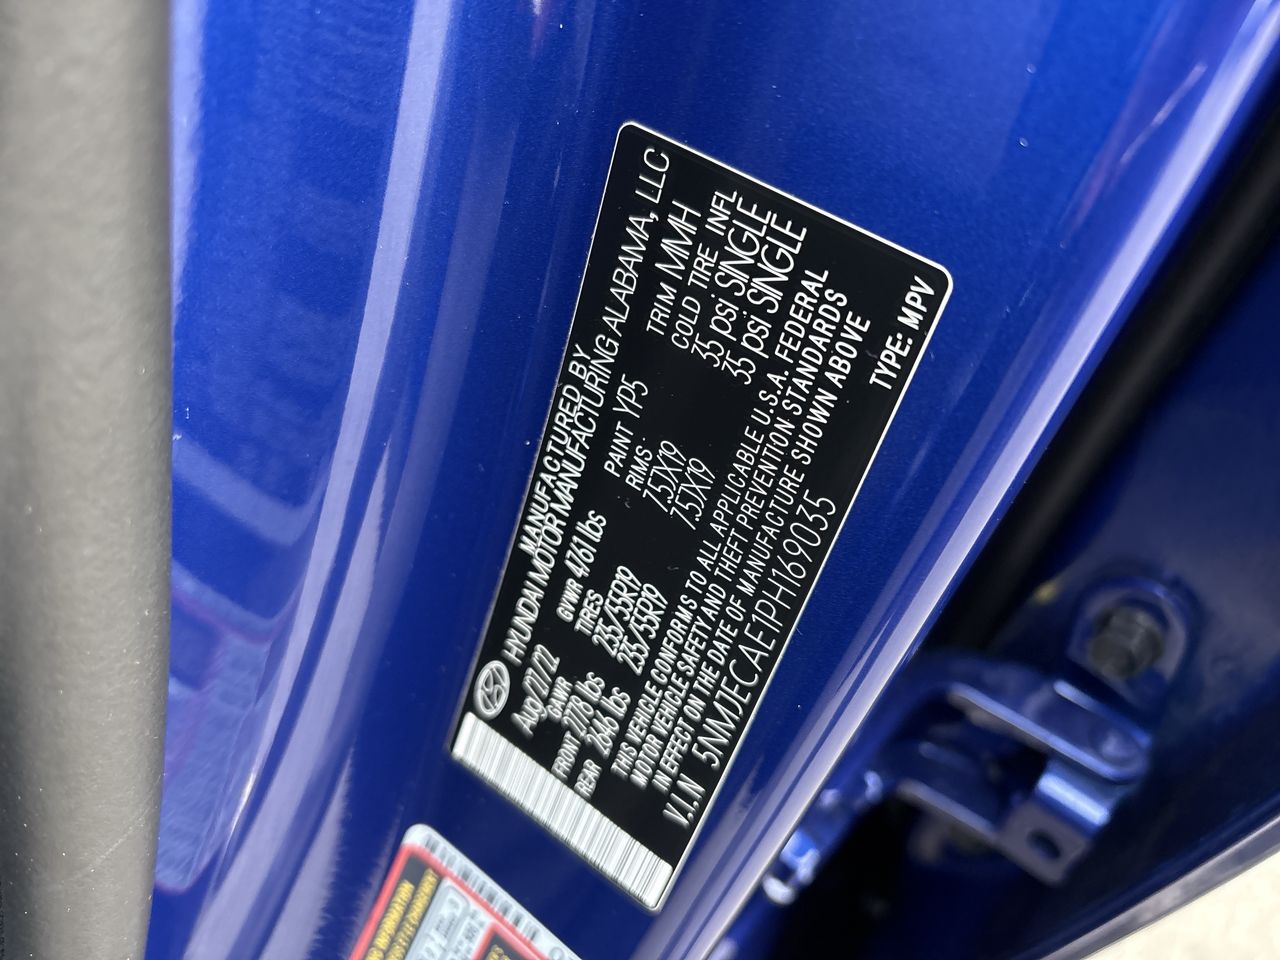 MANUFACTURED BY
HYUNDAI MOTOR MANUFACTURING ALABAMA, LLC
Aug/21/22 GVWR 4761 lbs PAINT YP5 TRIM MMH
GAWR TIRES RIMS COLD TIRE INFL
FRONT 2778 lbs 235/55R19 7.5JX19 35 psi SINGLE
REAR 2646 lbs 235/55R19 7.5JX19 35 psi SINGLE
THIS VEHICLE CONFORMS TO ALL APPLICABLE U.S.A. FEDERAL
MOTOR VEHICLE SAFETY AND THEFT PREVENTION STANDARDS
IN EFFECT ON THE DATE OF MANUFACTURE SHOWN ABOVE
V.I.N 5NMJECAE1PH169035 TYPE: MPV
INFORMATION